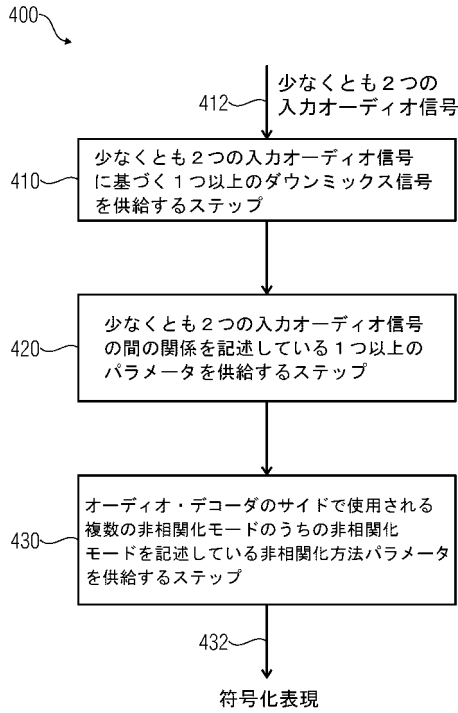 400
412
少なくとも２つの
入力オーディオ信号
410
少なくとも２つの入力オーディオ信号
に基づく１つ以上のダウンミックス信号
を供給するステップ
420
少なくとも２つの入力オーディオ信号
の間の関係を記述している１つ以上の
パラメータを供給するステップ
430
オーディオ・デコーダのサイドで使用される
複数の非相関化モードのうちの非相関化
モードを記述している非相関化方法パラメータ
を供給するステップ
432
符号化表現